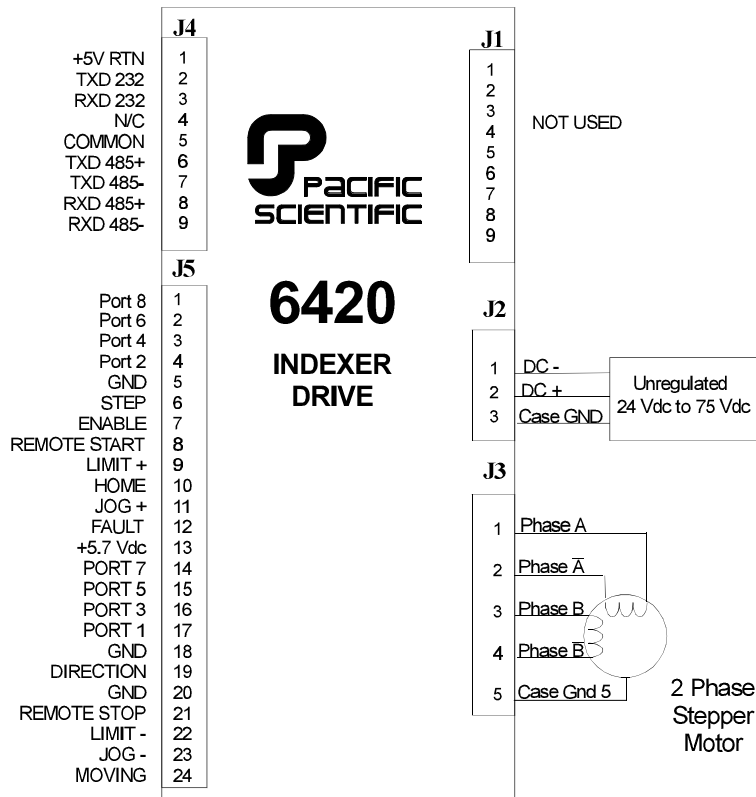 J4
+5V RTN 1
TXD 232 2
RXD 232 3
N/C 4
COMMON 5
TXD 485+ 6
TXD 485- 7
RXD 485+ 8
RXD 485- 9
J5
Port 8 1
Port 6 2
Port 4 3
Port 2 4
GND 5
STEP 6
ENABLE 7
REMOTE START 8
LIMIT + 9
HOME 10
JOG + 11
FAULT 12
+5.7 Vdc 13
PORT 7 14
PORT 5 15
PORT 3 16
PORT 1 17
GND 18
DIRECTION 19
GND 20
REMOTE STOP 21
LIMIT - 22
JOG - 23
MOVING 24
PACIFIC
SCIENTIFIC
6420
INDEXER
DRIVE
J1
1
2
3
4
5
6
7
8
9
NOT USED
J2
1 DC -
2 DC +
3 Case GND
Unregulated
24 Vdc to 75 Vdc
J3
1 Phase A
2 Phase A̅
3 Phase B
4 Phase B̅
5 Case Gnd 5
2 Phase
Stepper
Motor